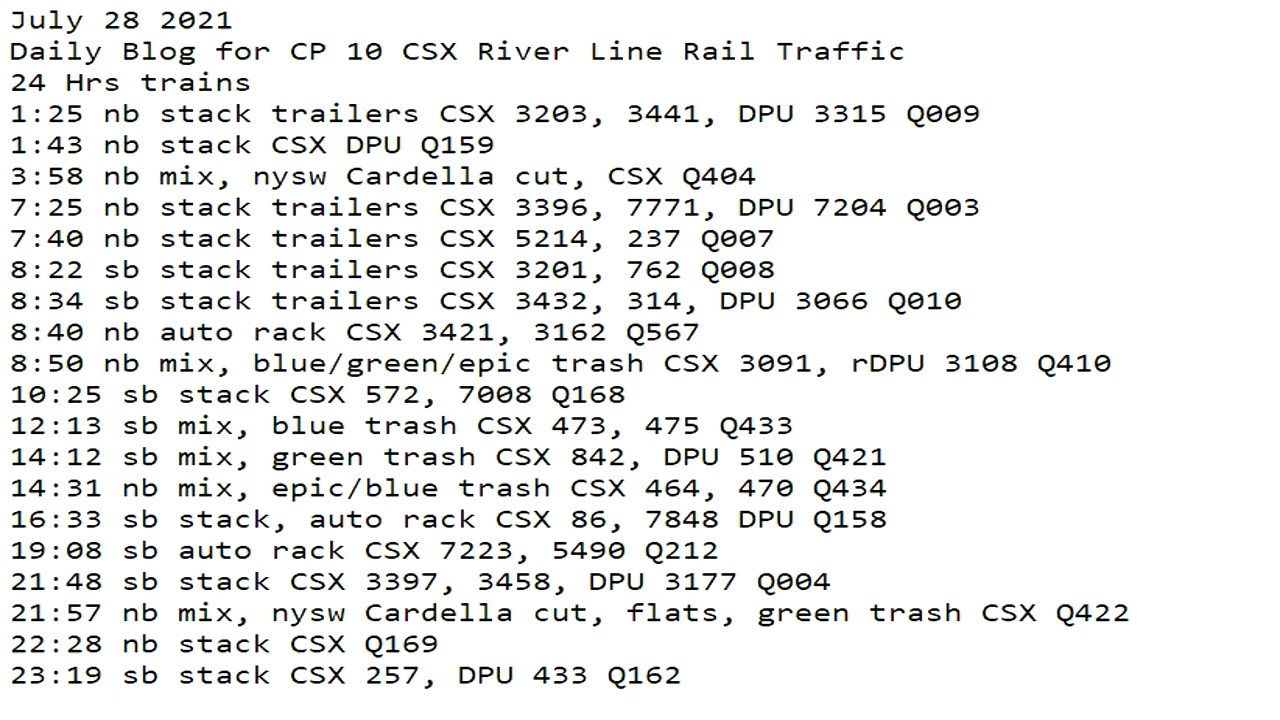 July 28 2021
Daily Blog for CP 10 CSX River Line Rail Traffic
24 Hrs trains
1:25 nb stack trailers CSX 3203, 3441, DPU 3315 Q009
1:43 nb stack CSX DPU Q159
3:58 nb mix, nysw Cardella cut, CSX Q404
7:25 nb stack trailers CSX 3396, 7771, DPU 7204 Q003
7:40 nb stack trailers CSX 5214, 237 Q007
8:22 sb stack trailers CSX 3201, 762 Q008
8:34 sb stack trailers CSX 3432, 314, DPU 3066 Q010
8:40 nb auto rack CSX 3421, 3162 Q567
8:50 nb mix, blue/green/epic trash CSX 3091, rDPU 3108 Q410
10:25 sb stack CSX 572, 7008 Q168
12:13 sb mix, blue trash CSX 473, 475 Q433
14:12 sb mix, green trash CSX 842, DPU 510 Q421
14:31 nb mix, epic/blue trash CSX 464, 470 Q434
16:33 sb stack, auto rack CSX 86, 7848 DPU Q158
19:08 sb auto rack CSX 7223, 5490 Q212
21:48 sb stack CSX 3397, 3458, DPU 3177 Q004
21:57 nb mix, nysw Cardella cut, flats, green trash CSX Q422
22:28 nb stack CSX Q169
23:19 sb stack CSX 257, DPU 433 Q162